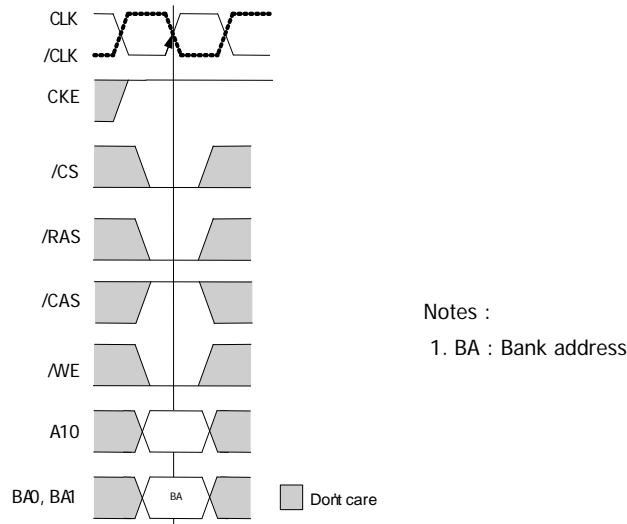 CLK
/CLK
CKE
/CS
/RAS
/CAS
/WE
A10
BA0, BA1
BA
Don't care
Notes :
1. BA : Bank address